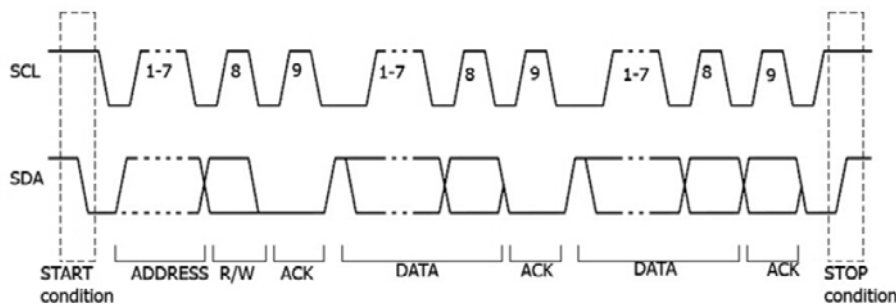 SCL
1-7 8 9 1-7 8 9 1-7 8 9
SDA
START ADDRESS R/W ACK DATA ACK DATA ACK STOP
condition condition